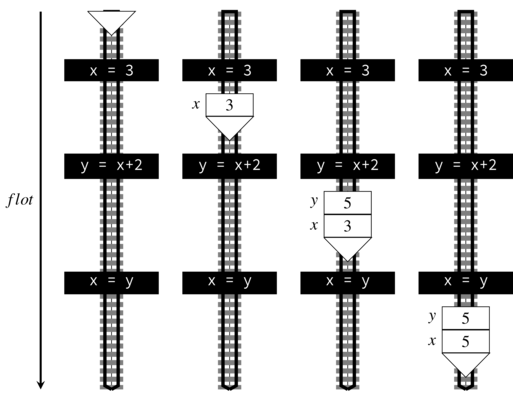 x = 3 x = 3 x = 3 x = 3
x 3
y = x+2 y = x+2 y = x+2 y = x+2
flot
y 5
x 3
x = y x = y x = y x = y
y 5
x 5